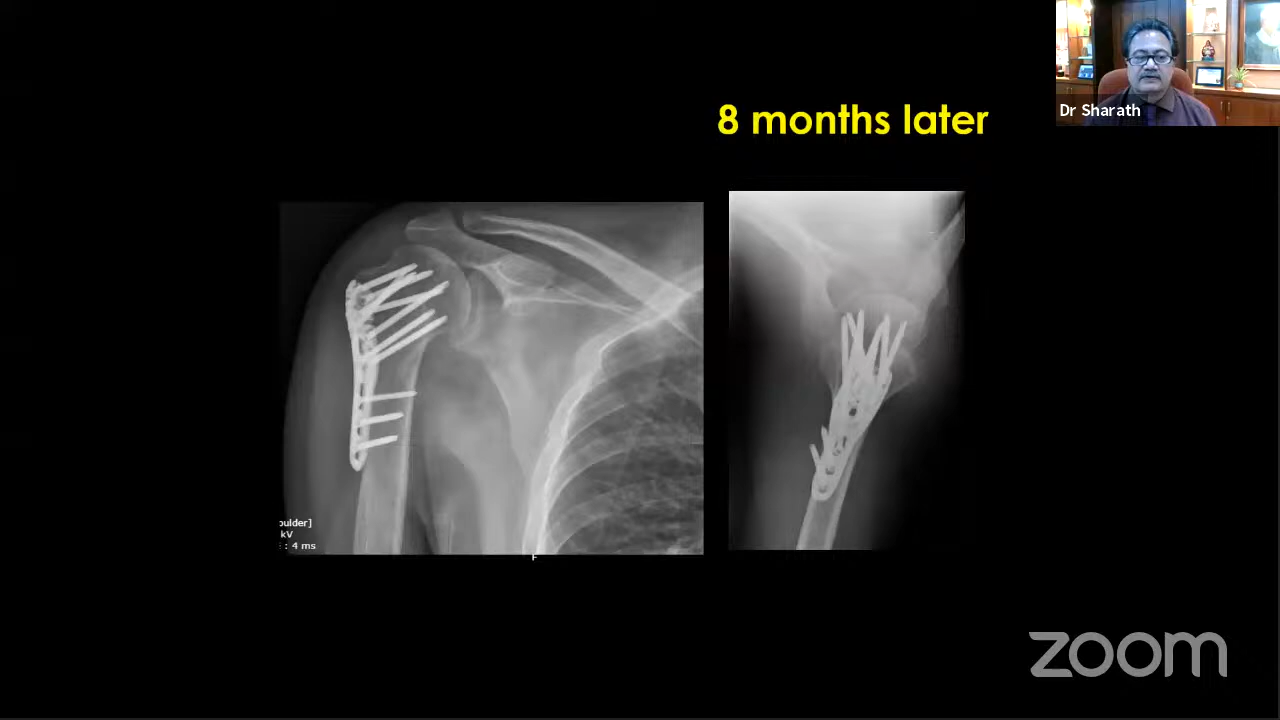 Dr Sharath
8 months later
oulder]
kV
: 4 ms
F
zoom